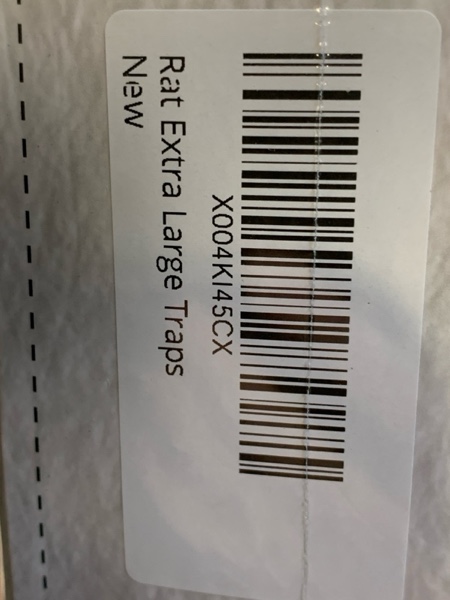 X004KI45CX
Rat Extra Large Traps
New